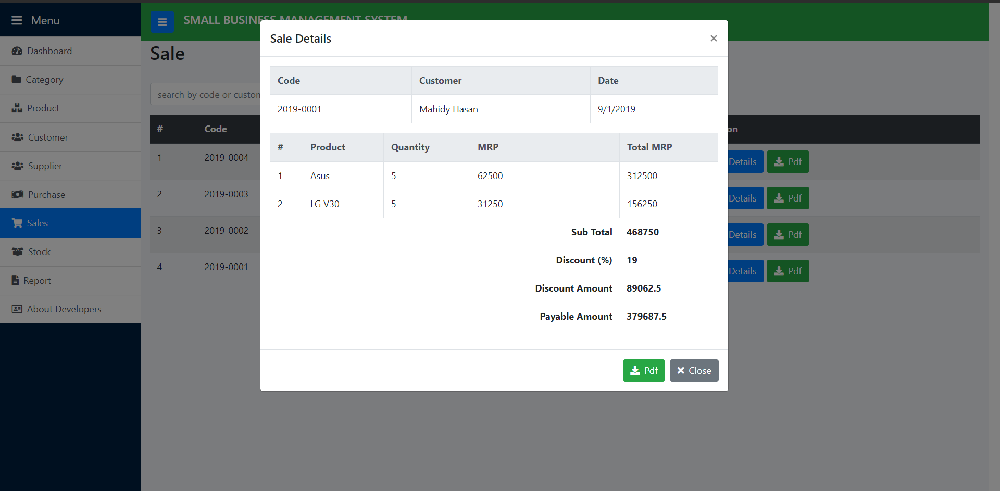 Menu
SMALL BUSINESS MANAGEMENT SYSTEM
Dashboard
Category
Product
Customer
Supplier
Purchase
Sales
Stock
Report
About Developers
Sale
search by code or custom
# Code
1 2019-0004 Details Pdf
2 2019-0003 Details Pdf
3 2019-0002 Details Pdf
4 2019-0001 Details Pdf
Sale Details ×
Code Customer Date
2019-0001 Mahidy Hasan 9/1/2019
# Product Quantity MRP Total MRP
1 Asus 5 62500 312500
2 LG V30 5 31250 156250
Sub Total 468750
Discount (%) 19
Discount Amount 89062.5
Payable Amount 379687.5
Pdf Close